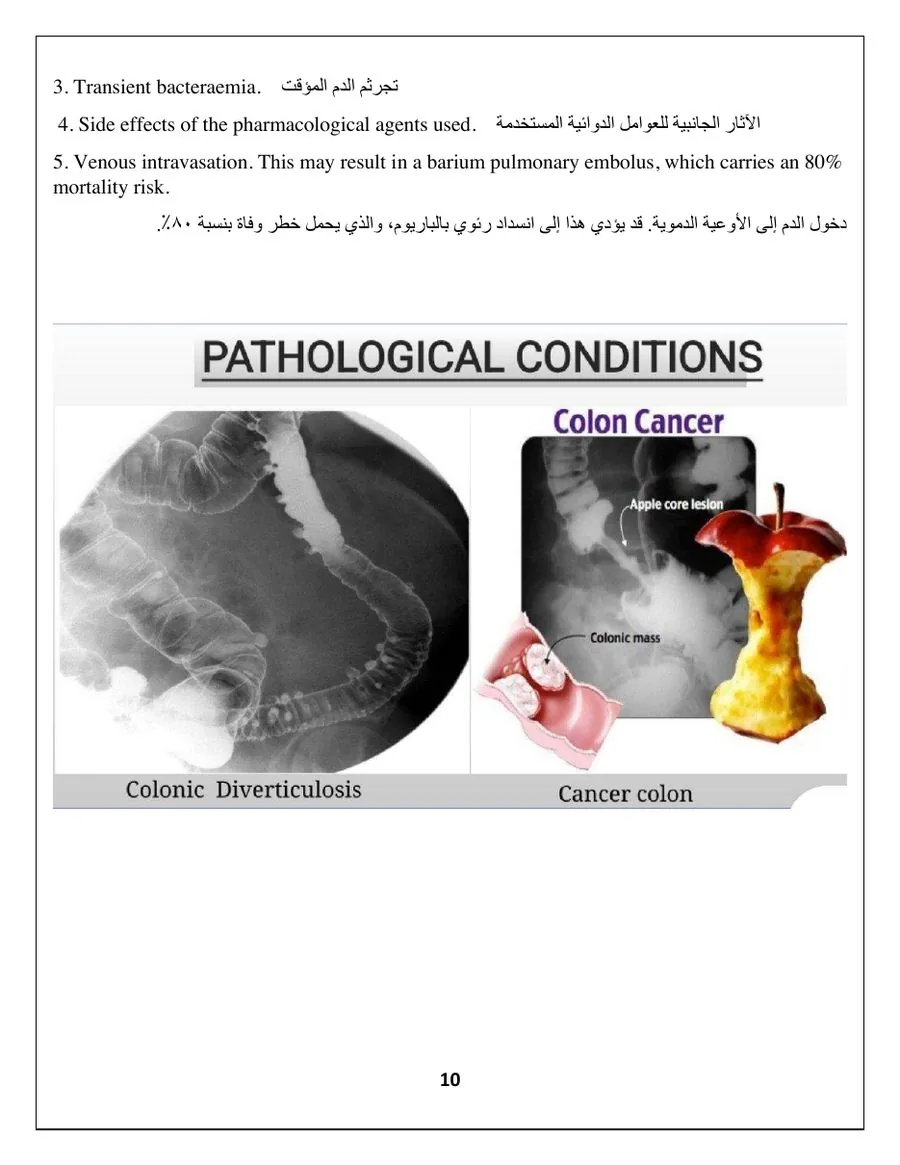 3. Transient bacteraemia. تجرثم الدم المؤقت
4. Side effects of the pharmacological agents used. الآثار الجانبية للعوامل الدوائية المستخدمة
5. Venous intravasation. This may result in a barium pulmonary embolus, which carries an 80%
mortality risk.
دخول الدم إلى الأوعية الدموية. قد يؤدي هذا إلى انسداد رئوي بالباريوم، والذي يحمل خطر وفاة بنسبة ٨٠٪.
PATHOLOGICAL CONDITIONS
Colon Cancer
Apple core lesion
Colonic mass
Colonic Diverticulosis
Cancer colon
10